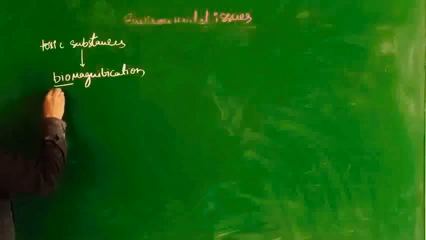 Environmental issues
toxic substances
biomagnification